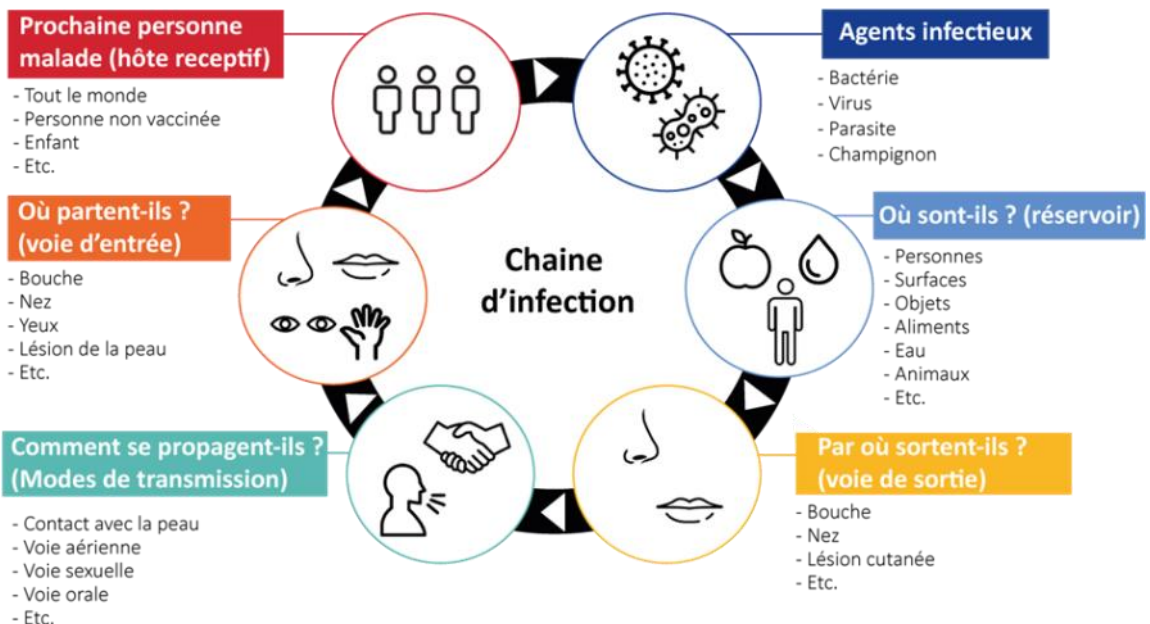 Prochaine personne
malade (hôte receptif)
- Tout le monde
- Personne non vaccinée
- Enfant
- Etc.
Agents infectieux
- Bactérie
- Virus
- Parasite
- Champignon
Où partent-ils ?
(voie d'entrée)
- Bouche
- Nez
- Yeux
- Lésion de la peau
- Etc.
Chaine
d'infection
Où sont-ils ? (réservoir)
- Personnes
- Surfaces
- Objets
- Aliments
- Eau
- Animaux
- Etc.
Comment se propagent-ils ?
(Modes de transmission)
- Contact avec la peau
- Voie aérienne
- Voie sexuelle
- Voie orale
- Etc.
Par où sortent-ils ?
(voie de sortie)
- Bouche
- Nez
- Lésion cutanée
- Etc.